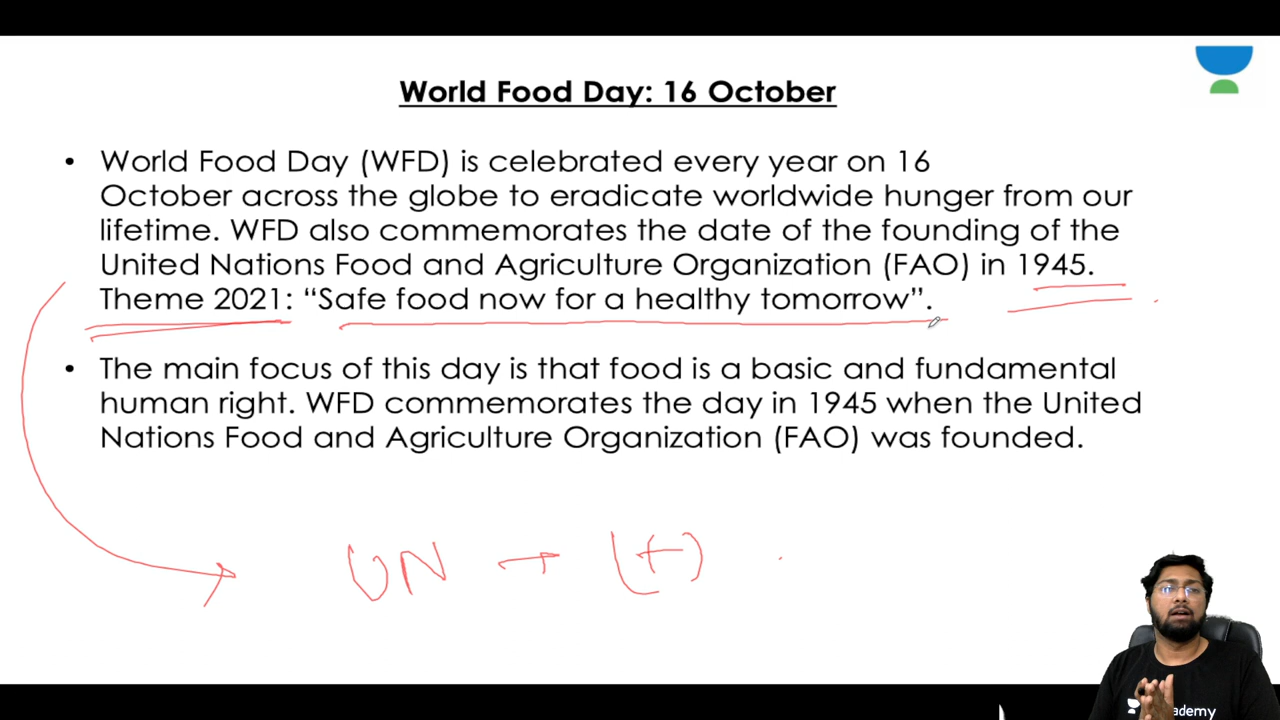 World Food Day: 16 October
• World Food Day (WFD) is celebrated every year on 16
October across the globe to eradicate worldwide hunger from our
lifetime. WFD also commemorates the date of the founding of the
United Nations Food and Agriculture Organization (FAO) in 1945.
Theme 2021: “Safe food now for a healthy tomorrow”.
• The main focus of this day is that food is a basic and fundamental
human right. WFD commemorates the day in 1945 when the United
Nations Food and Agriculture Organization (FAO) was founded.
UN → (+)
ademy